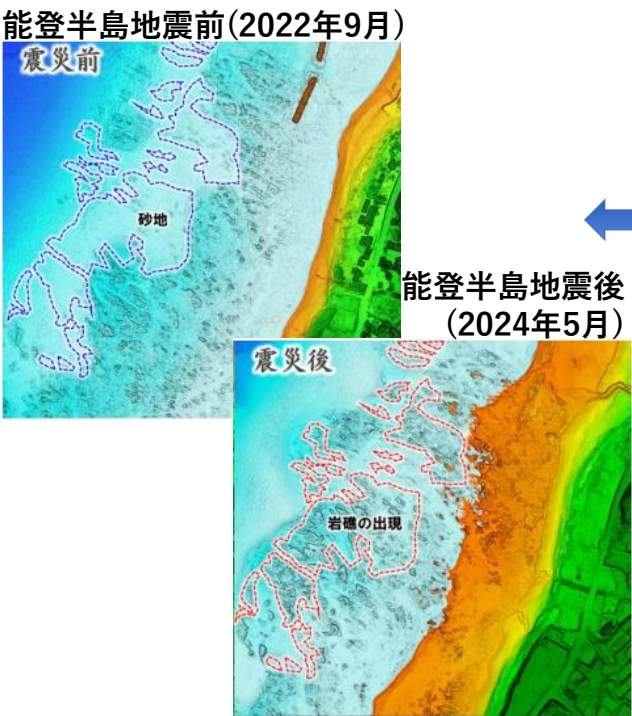 能登半島地震前(2022年9月)
震災前
砂地
能登半島地震後
(2024年5月)
震災後
岩礁の出現